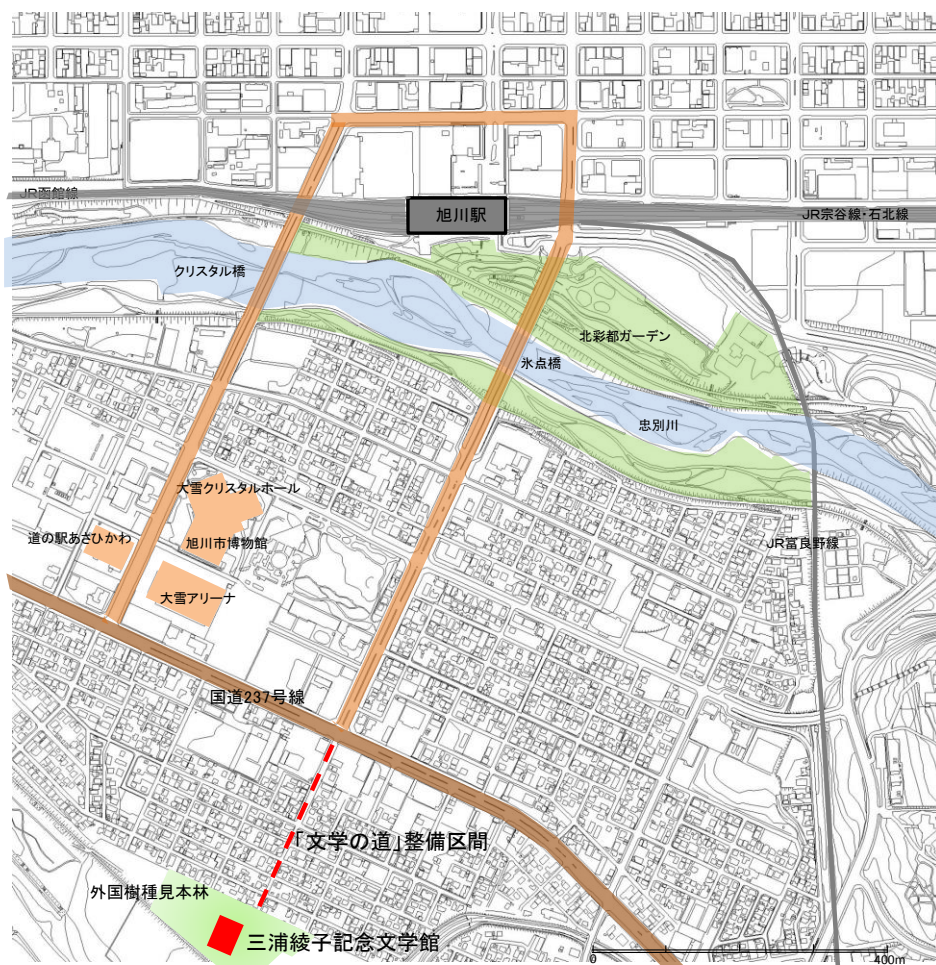 JR函館線
旭川駅
JR宗谷線・石北線
クリスタル橋
北彩都ガーデン
氷点橋
忠別川
大雪クリスタルホール
道の駅あさひかわ
旭川市博物館
JR富良野線
大雪アリーナ
国道237号線
「文学の道」整備区間
外国樹種見本林
三浦綾子記念文学館
0
400m